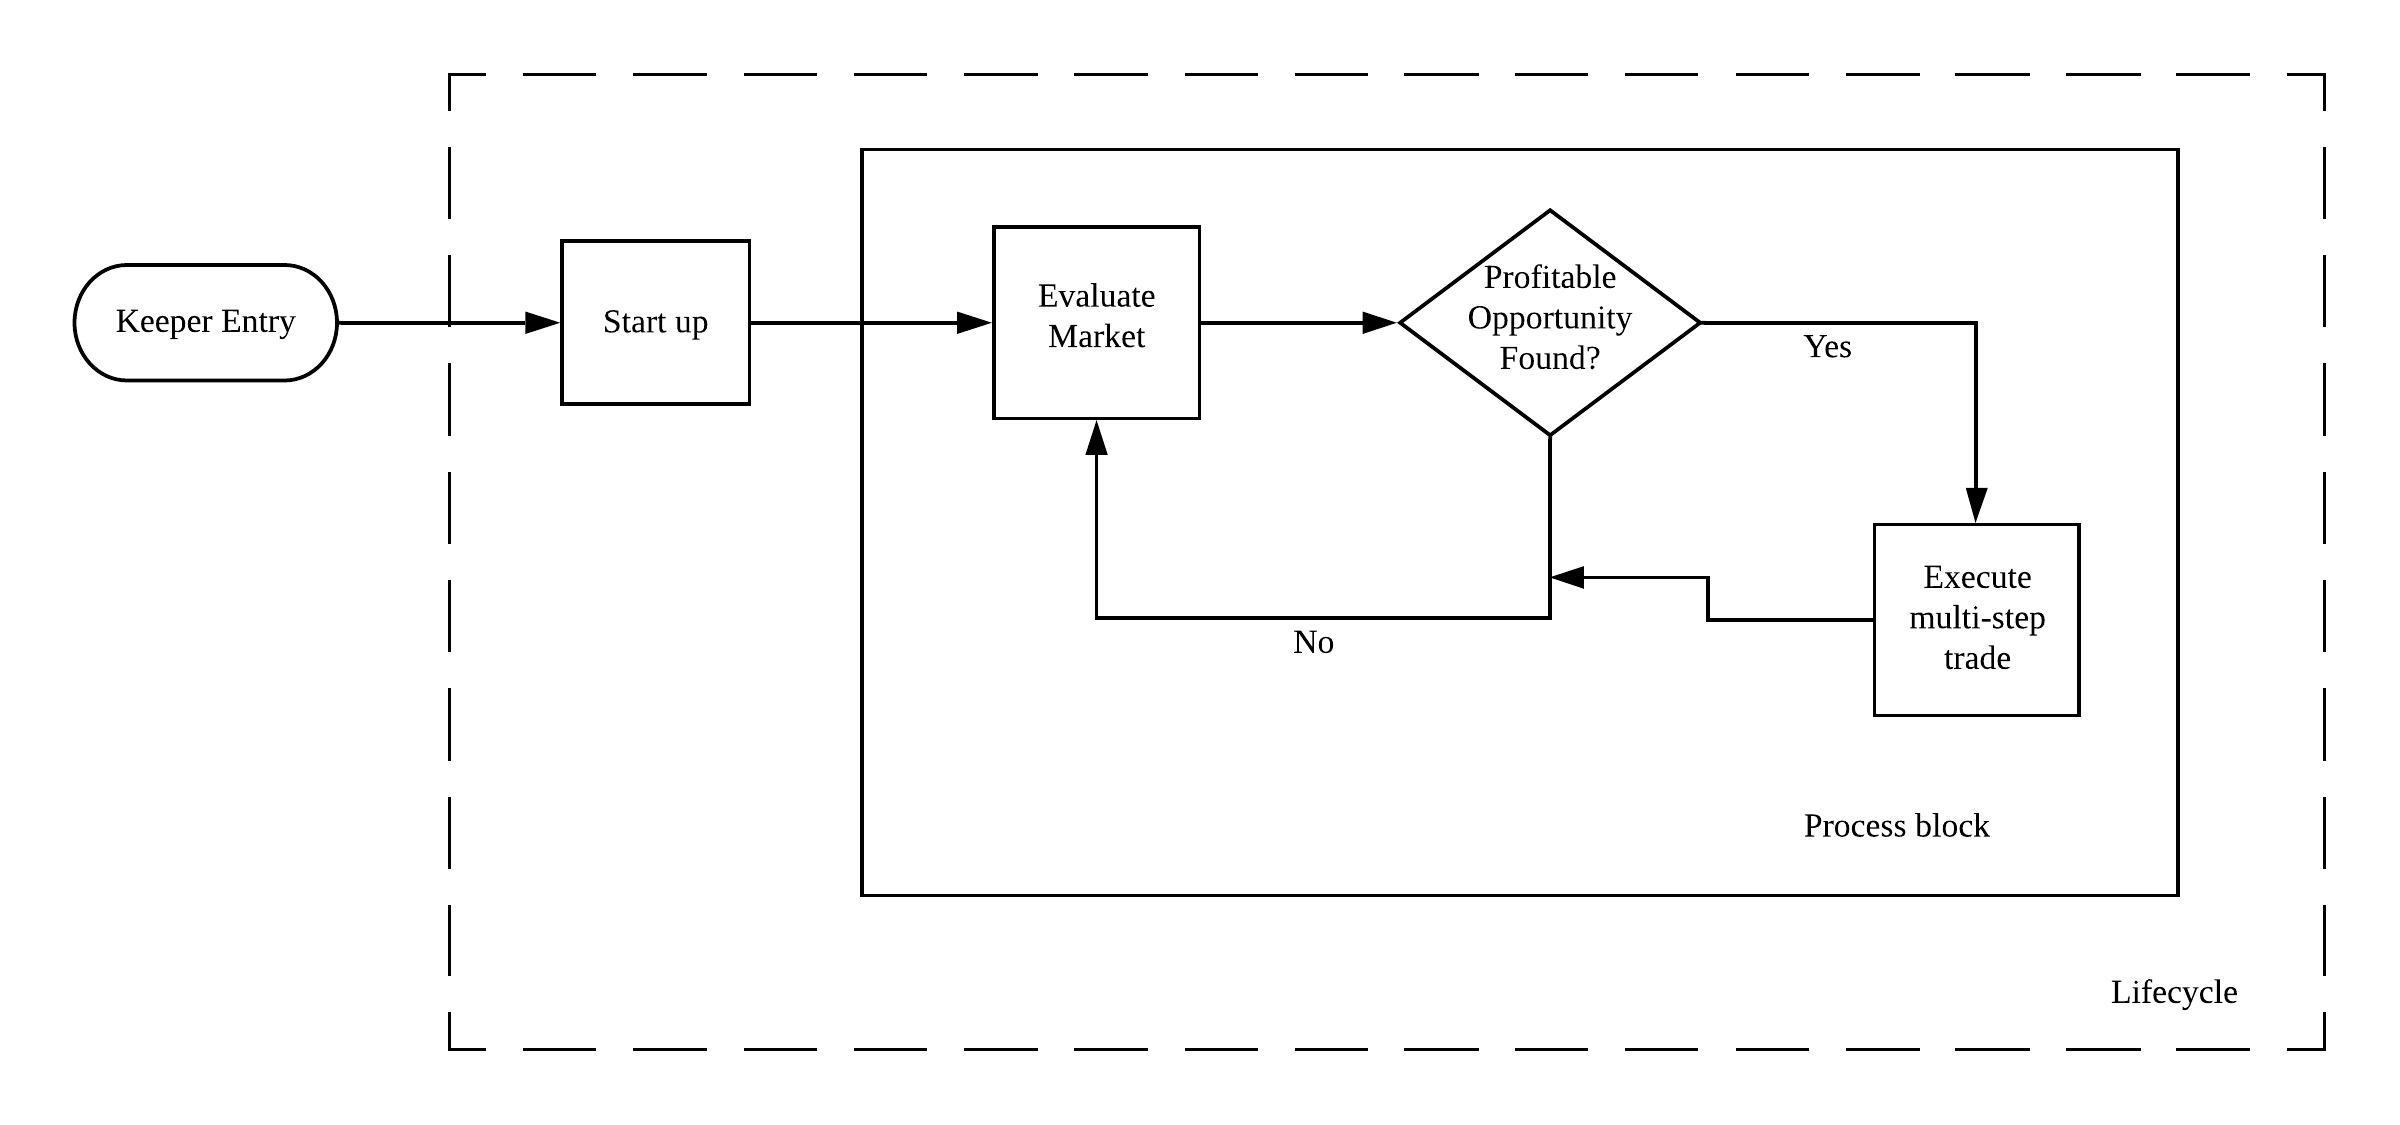 Keeper Entry
Start up
Evaluate
Market
Profitable
Opportunity
Found?
Yes
Execute
multi-step
trade
No
Process block
Lifecycle